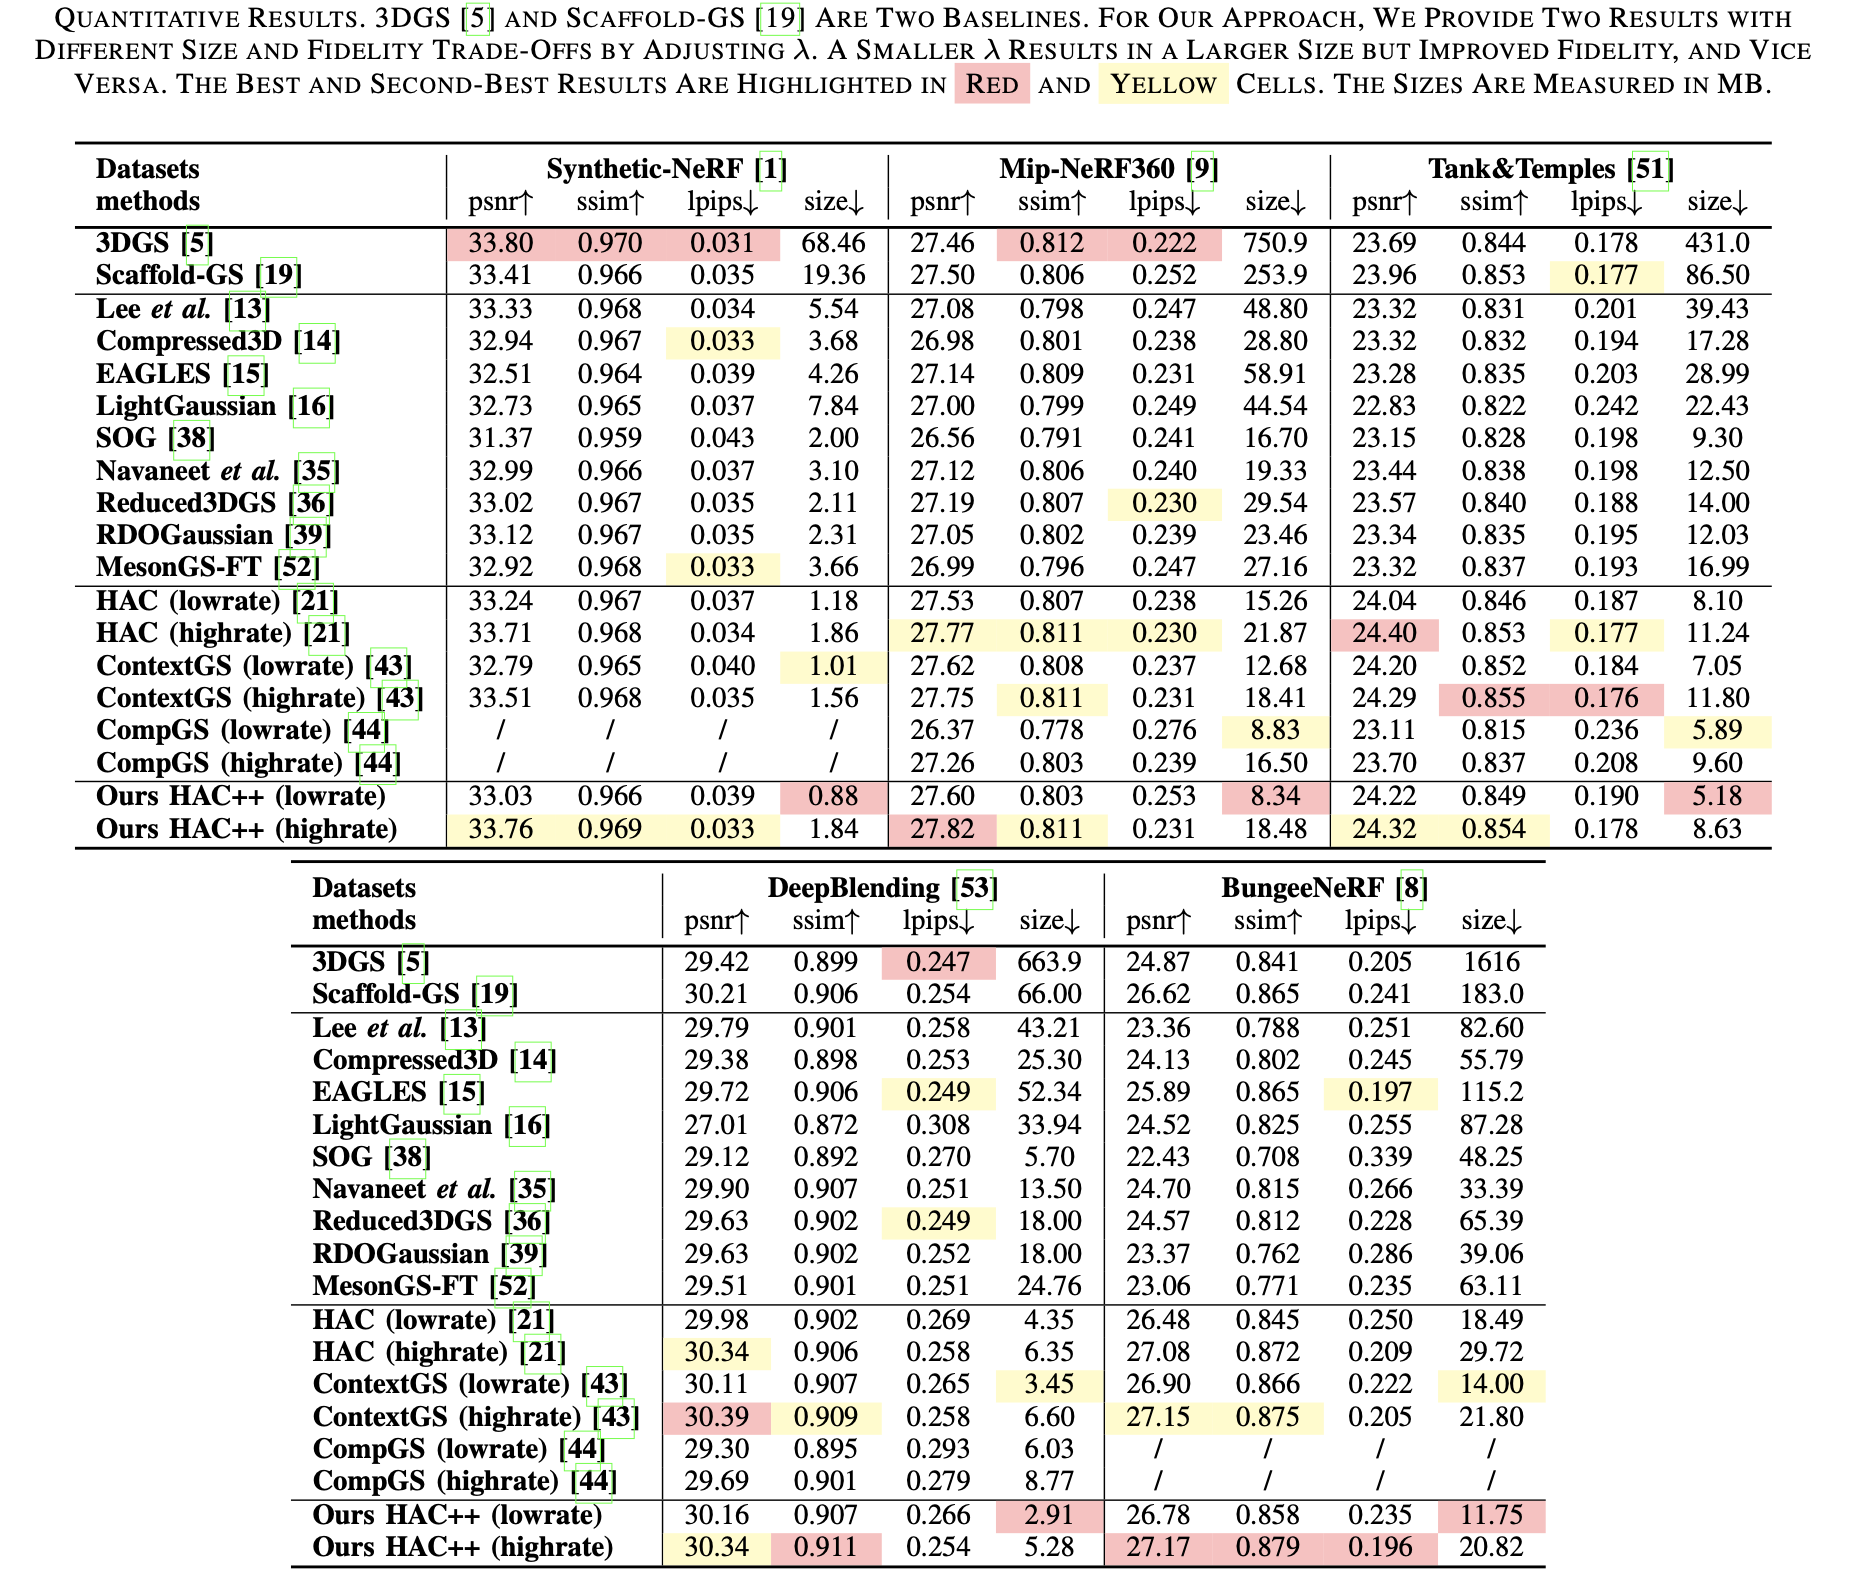 QUANTITATIVE RESULTS. 3DGS [5] AND SCAFFOLD-GS [19] ARE TWO BASELINES. FOR OUR APPROACH, WE PROVIDE TWO RESULTS WITH
DIFFERENT SIZE AND FIDELITY TRADE-OFFS BY ADJUSTING λ. A SMALLER λ RESULTS IN A LARGER SIZE BUT IMPROVED FIDELITY, AND VICE
VERSA. THE BEST AND SECOND-BEST RESULTS ARE HIGHLIGHTED IN RED AND YELLOW CELLS. THE SIZES ARE MEASURED IN MB.
Datasets Synthetic-NeRF [1] Mip-NeRF360 [9] Tank&Temples [51]
methods psnr↑ ssim↑ lpips↓ size↓ psnr↑ ssim↑ lpips↓ size↓ psnr↑ ssim↑ lpips↓ size↓
3DGS [5] 33.80 0.970 0.031 68.46 27.46 0.812 0.222 750.9 23.69 0.844 0.178 431.0
Scaffold-GS [19] 33.41 0.966 0.035 19.36 27.50 0.806 0.252 253.9 23.96 0.853 0.177 86.50
Lee et al. [13] 33.33 0.968 0.034 5.54 27.08 0.798 0.247 48.80 23.32 0.831 0.201 39.43
Compressed3D [14] 32.94 0.967 0.033 3.68 26.98 0.801 0.238 28.80 23.32 0.832 0.194 17.28
EAGLES [15] 32.51 0.964 0.039 4.26 27.14 0.809 0.231 58.91 23.28 0.835 0.203 28.99
LightGaussian [16] 32.73 0.965 0.037 7.84 27.00 0.799 0.249 44.54 22.83 0.822 0.242 22.43
SOG [38] 31.37 0.959 0.043 2.00 26.56 0.791 0.241 16.70 23.15 0.828 0.198 9.30
Navaneet et al. [35] 32.99 0.966 0.037 3.10 27.12 0.806 0.240 19.33 23.44 0.838 0.198 12.50
Reduced3DGS [36] 33.02 0.967 0.035 2.11 27.19 0.807 0.230 29.54 23.57 0.840 0.188 14.00
RDOGaussian [39] 33.12 0.967 0.035 2.31 27.05 0.802 0.239 23.46 23.34 0.835 0.195 12.03
MesonGS-FT [52] 32.92 0.968 0.033 3.66 26.99 0.796 0.247 27.16 23.32 0.837 0.193 16.99
HAC (lowrate) [21] 33.24 0.967 0.037 1.18 27.53 0.807 0.238 15.26 24.04 0.846 0.187 8.10
HAC (highrate) [21] 33.71 0.968 0.034 1.86 27.77 0.811 0.230 21.87 24.40 0.853 0.177 11.24
ContextGS (lowrate) [43] 32.79 0.965 0.040 1.01 27.62 0.808 0.237 12.68 24.20 0.852 0.184 7.05
ContextGS (highrate) [43] 33.51 0.968 0.035 1.56 27.75 0.811 0.231 18.41 24.29 0.855 0.176 11.80
CompGS (lowrate) [44] / / / / 26.37 0.778 0.276 8.83 23.11 0.815 0.236 5.89
CompGS (highrate) [44] / / / / 27.26 0.803 0.239 16.50 23.70 0.837 0.208 9.60
Ours HAC++ (lowrate) 33.03 0.966 0.039 0.88 27.60 0.803 0.253 8.34 24.22 0.849 0.190 5.18
Ours HAC++ (highrate) 33.76 0.969 0.033 1.84 27.82 0.811 0.231 18.48 24.32 0.854 0.178 8.63
Datasets DeepBlending [53] BungeeNeRF [8]
methods psnr↑ ssim↑ lpips↓ size↓ psnr↑ ssim↑ lpips↓ size↓
3DGS [5] 29.42 0.899 0.247 663.9 24.87 0.841 0.205 1616
Scaffold-GS [19] 30.21 0.906 0.254 66.00 26.62 0.865 0.241 183.0
Lee et al. [13] 29.79 0.901 0.258 43.21 23.36 0.788 0.251 82.60
Compressed3D [14] 29.38 0.898 0.253 25.30 24.13 0.802 0.245 55.79
EAGLES [15] 29.72 0.906 0.249 52.34 25.89 0.865 0.197 115.2
LightGaussian [16] 27.01 0.872 0.308 33.94 24.52 0.825 0.255 87.28
SOG [38] 29.12 0.892 0.270 5.70 22.43 0.708 0.339 48.25
Navaneet et al. [35] 29.90 0.907 0.251 13.50 24.70 0.815 0.266 33.39
Reduced3DGS [36] 29.63 0.902 0.249 18.00 24.57 0.812 0.228 65.39
RDOGaussian [39] 29.63 0.902 0.252 18.00 23.37 0.762 0.286 39.06
MesonGS-FT [52] 29.51 0.901 0.251 24.76 23.06 0.771 0.235 63.11
HAC (lowrate) [21] 29.98 0.902 0.269 4.35 26.48 0.845 0.250 18.49
HAC (highrate) [21] 30.34 0.906 0.258 6.35 27.08 0.872 0.209 29.72
ContextGS (lowrate) [43] 30.11 0.907 0.265 3.45 26.90 0.866 0.222 14.00
ContextGS (highrate) [43] 30.39 0.909 0.258 6.60 27.15 0.875 0.205 21.80
CompGS (lowrate) [44] 29.30 0.895 0.293 6.03 / / / /
CompGS (highrate) [44] 29.69 0.901 0.279 8.77 / / / /
Ours HAC++ (lowrate) 30.16 0.907 0.266 2.91 26.78 0.858 0.235 11.75
Ours HAC++ (highrate) 30.34 0.911 0.254 5.28 27.17 0.879 0.196 20.82